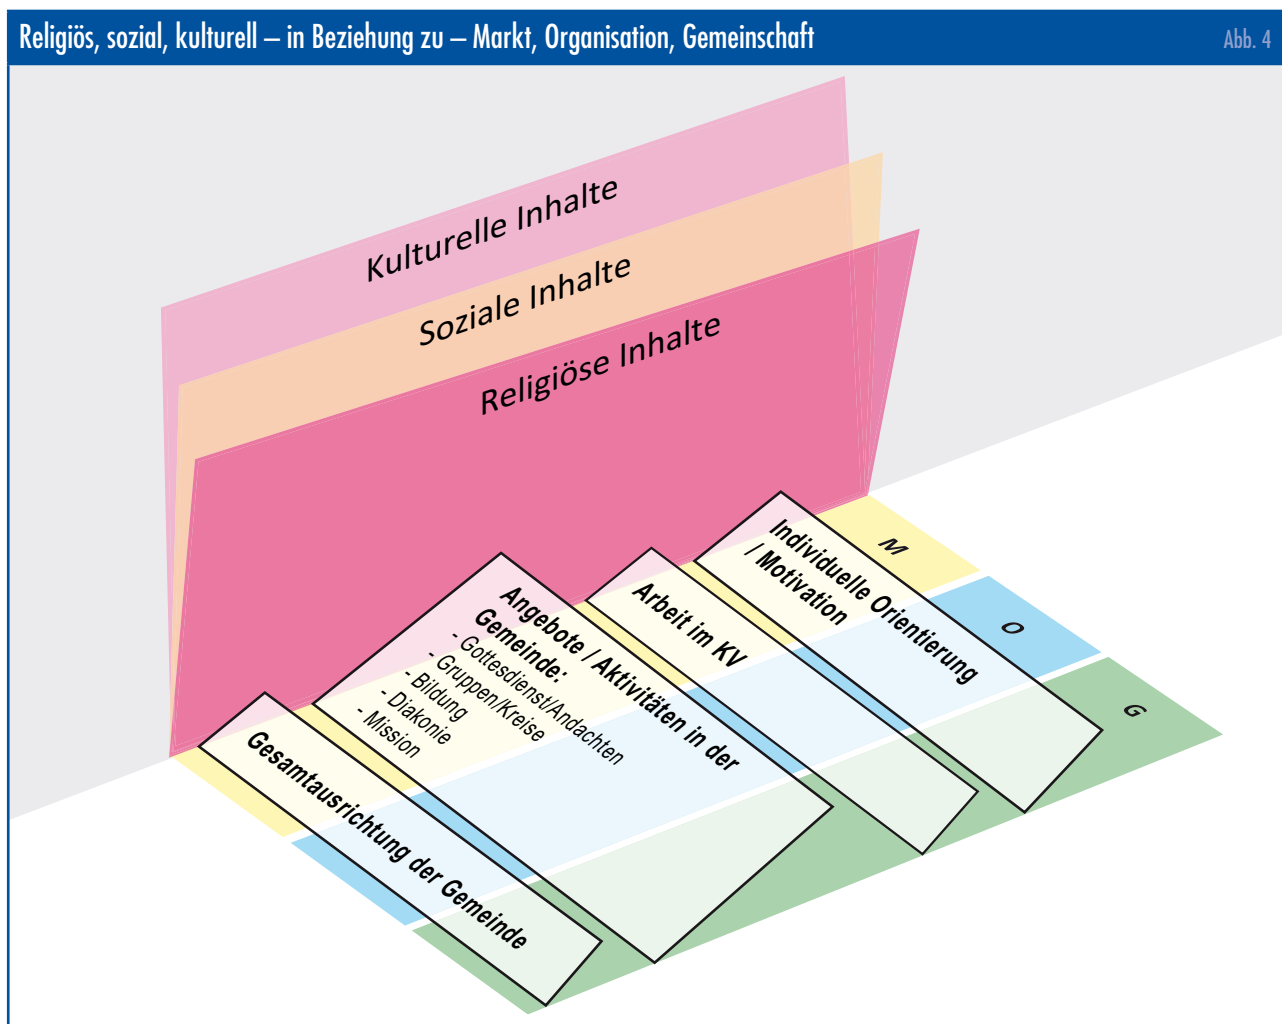 Religiös, sozial, kulturell – in Beziehung zu – Markt, Organisation, Gemeinschaft
Abb. 4
Kulturelle Inhalte
Soziale Inhalte
Religiöse Inhalte
M
O
G
Individuelle Orientierung
/ Motivation
Arbeit im KV
Angebote / Aktivitäten in der
Gemeinde:
- Gottesdienst/Andachten
- Gruppen/Kreise
- Bildung
- Diakonie
- Mission
Gesamtausrichtung der Gemeinde